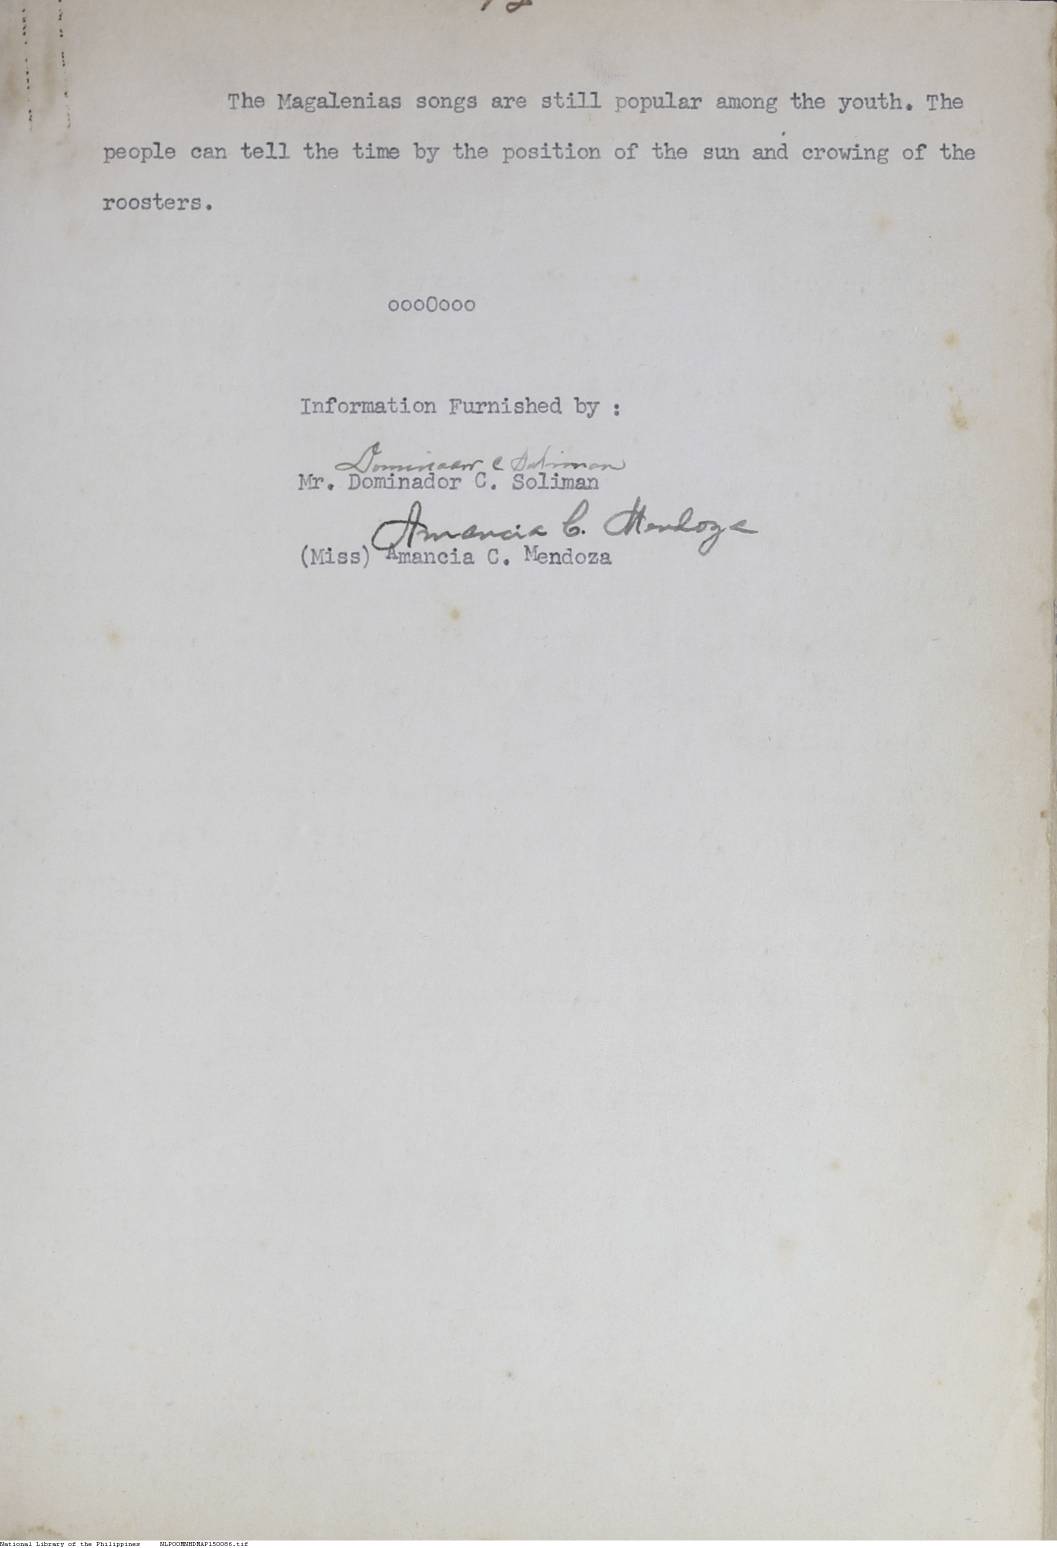 The Magalenias songs are still popular among the youth. The
people can tell the time by the position of the sun and crowing of the
roosters.
oooOooo
Information Furnished by :
Dominador C Soliman
Mr. Dominador C. Soliman
Amancia C. Mendoza
(Miss) Amancia C. Mendoza
National Library of the Philippines NLPOOMNHDMAP150086.tif